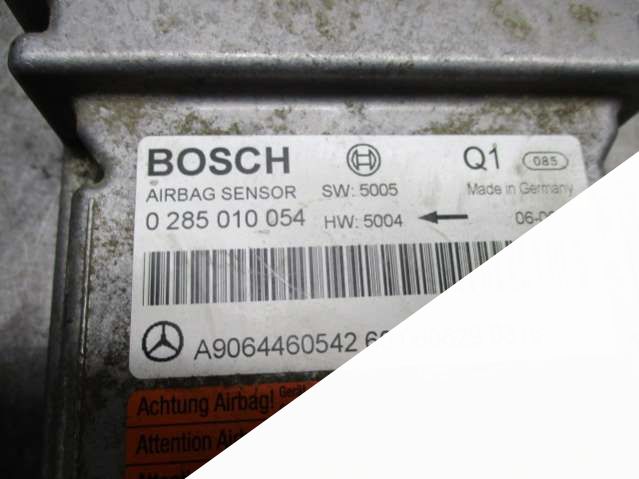 BOSCH Q1 085
AIRBAG SENSOR SW: 5005 Made in Germany
0 285 010 054 HW: 5004
A9064460542
Achtung Airbag!
Attention